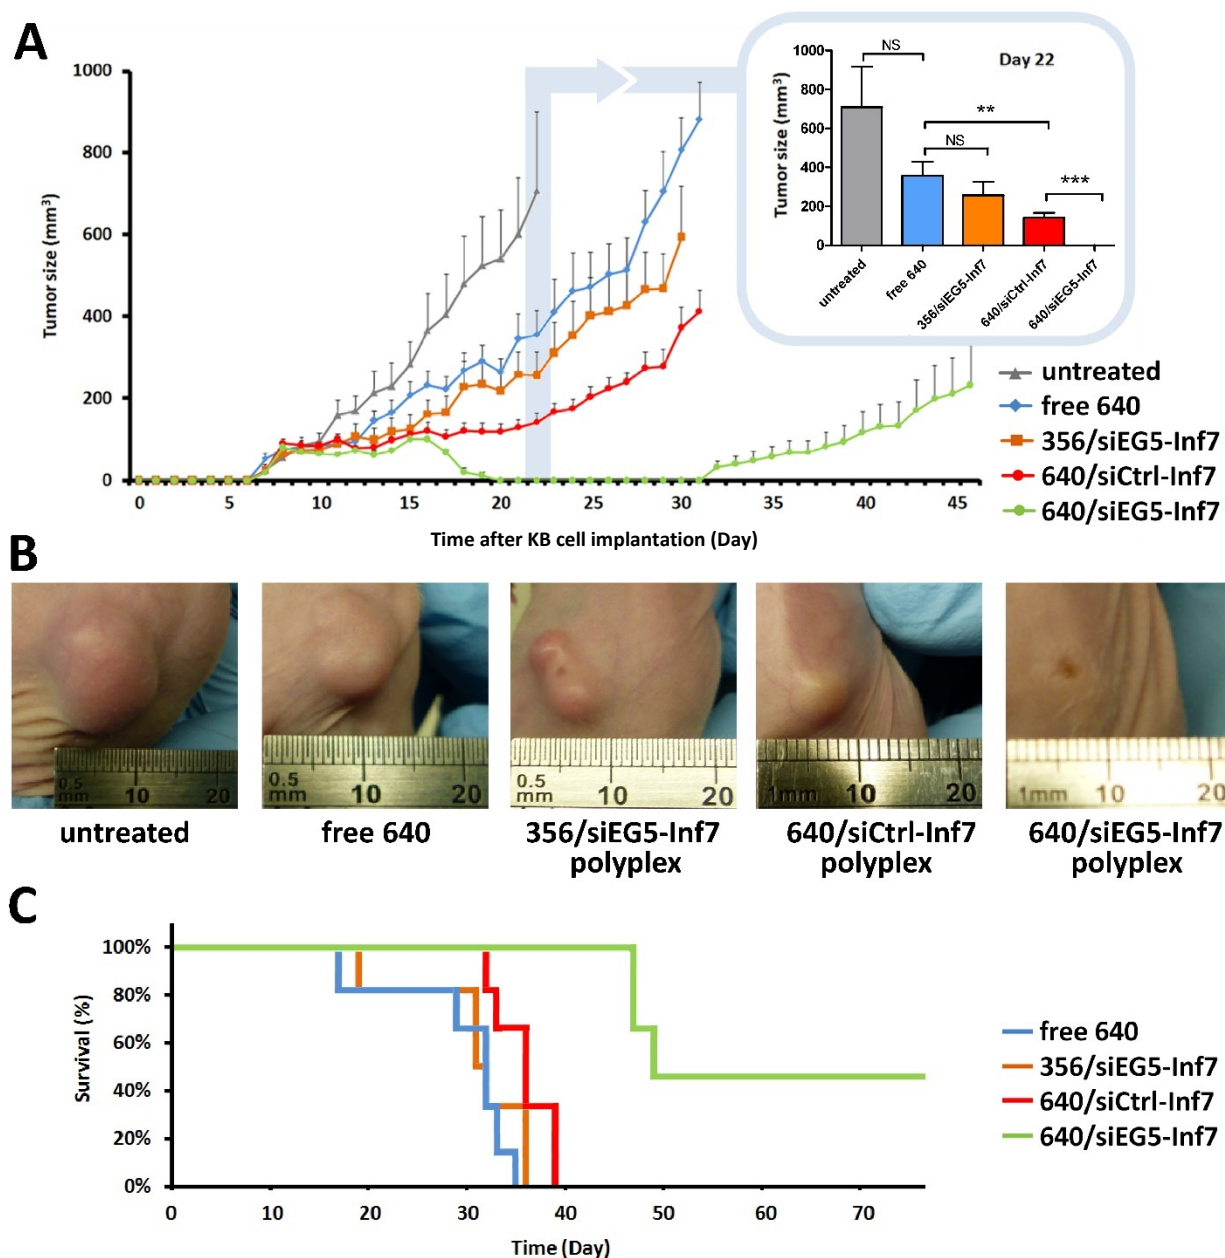 A
Tumor size (mm³)
1000
800
600
400
200
0
0 5 10 15 20 25 30 35 40 45
Time after KB cell implantation (Day)
Day 22
Tumor size (mm³)
1000
800
600
400
200
0
NS
**
NS
***
untreated
free 640
356/siEG5-Inf7
640/siCtrl-Inf7
640/siEG5-Inf7
untreated
free 640
356/siEG5-Inf7
640/siCtrl-Inf7
640/siEG5-Inf7
B
0.5
mm 10 20
0.5
mm 10 20
0.5
mm 10 20
1mm 10 20
1mm 10 20
untreated
free 640
356/siEG5-Inf7
polyplex
640/siCtrl-Inf7
polyplex
640/siEG5-Inf7
polyplex
C
Survival (%)
100%
80%
60%
40%
20%
0%
0 10 20 30 40 50 60 70
Time (Day)
free 640
356/siEG5-Inf7
640/siCtrl-Inf7
640/siEG5-Inf7